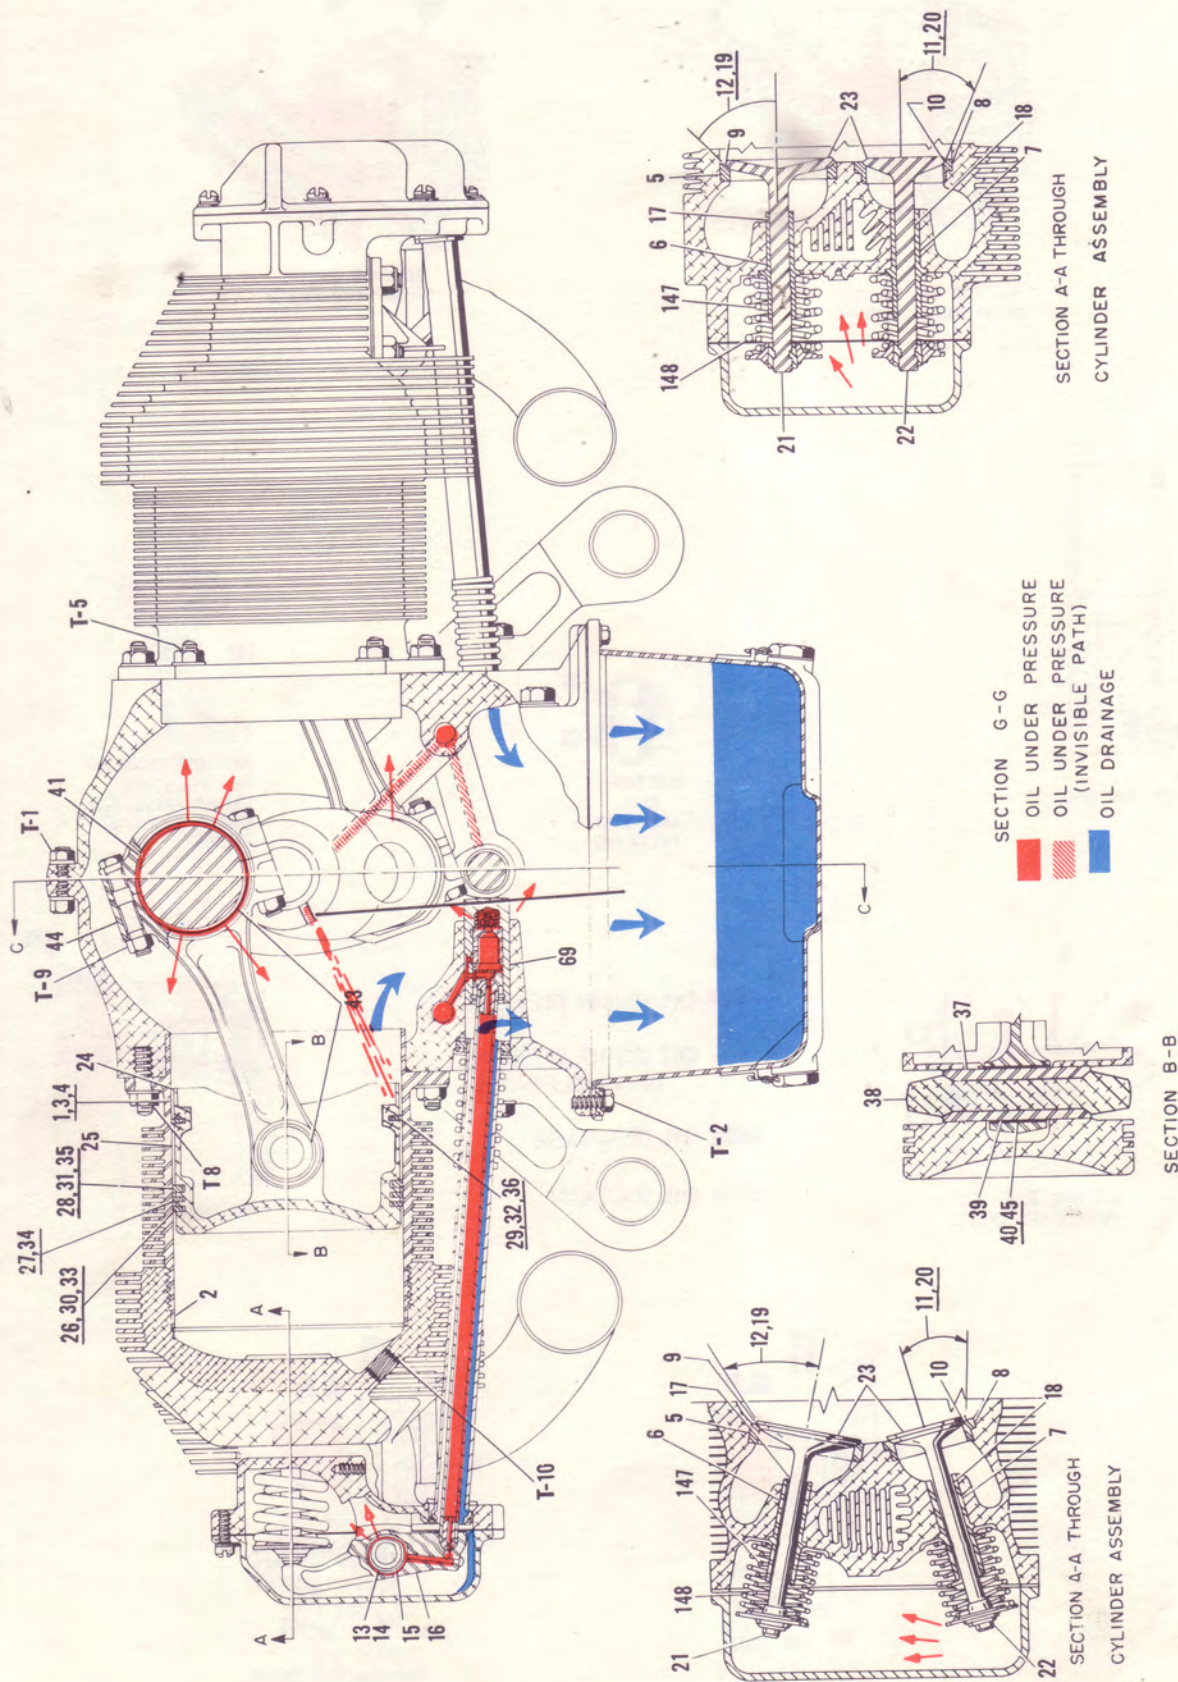 C
T-1
41
T-5
44
T-9
1,3,4
24
25
28,31,35
T8
27,34
26,30,33
2
A
A
B
B
43
29,32,36
69
T-2
T-10
13
14
15
16
C
12,19
11,20
9
5
17
6
147
148
23
10
8
18
7
21
22
SECTION A-A THROUGH
CYLINDER ASSEMBLY
SECTION G-G
OIL UNDER PRESSURE
OIL UNDER PRESSURE
(INVISIBLE PATH)
OIL DRAINAGE
37
38
39
40,45
SECTION B-B
12,19
11,20
9
17
5
6
147
148
23
10
8
18
7
21
22
SECTION A-A THROUGH
CYLINDER ASSEMBLY